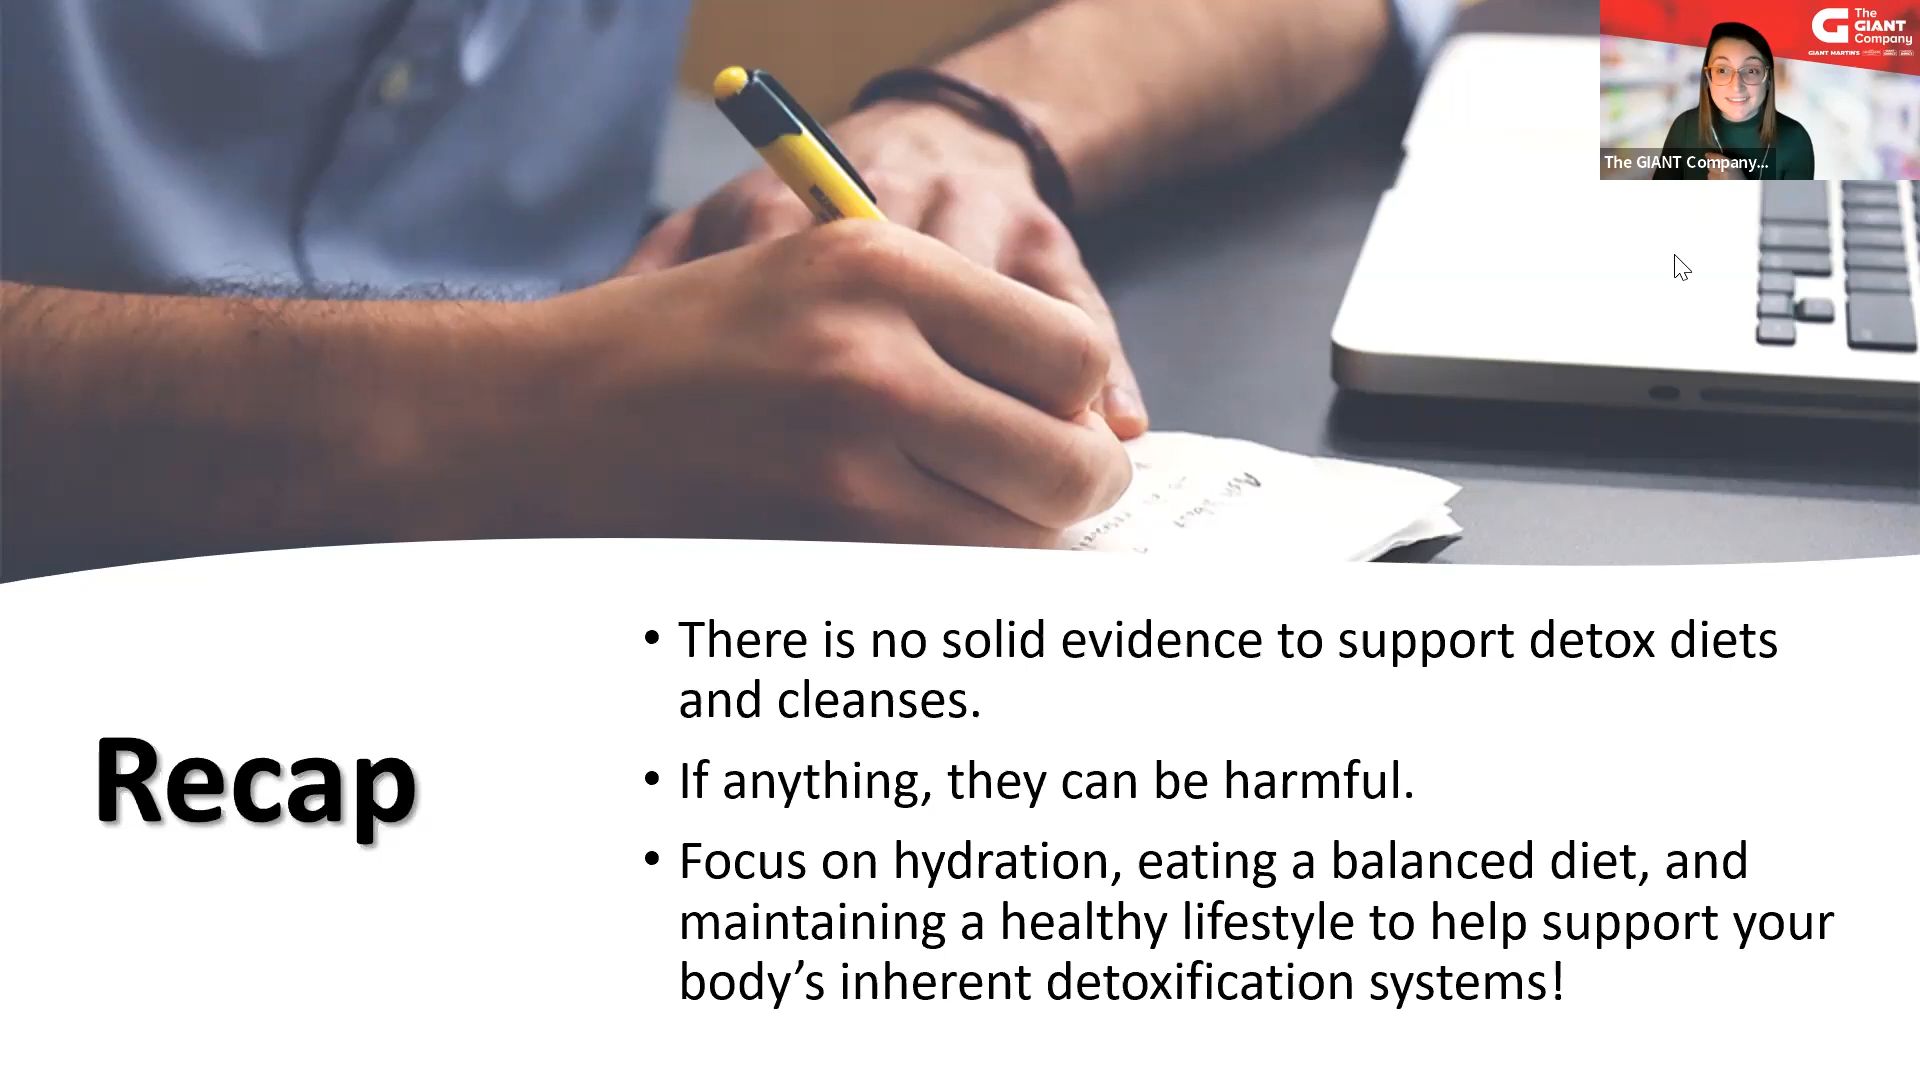 The
GIANT
Company
GIANT MARTIN'S
The GIANT Company...
Recap
• There is no solid evidence to support detox diets
and cleanses.
• If anything, they can be harmful.
• Focus on hydration, eating a balanced diet, and
maintaining a healthy lifestyle to help support your
body’s inherent detoxification systems!